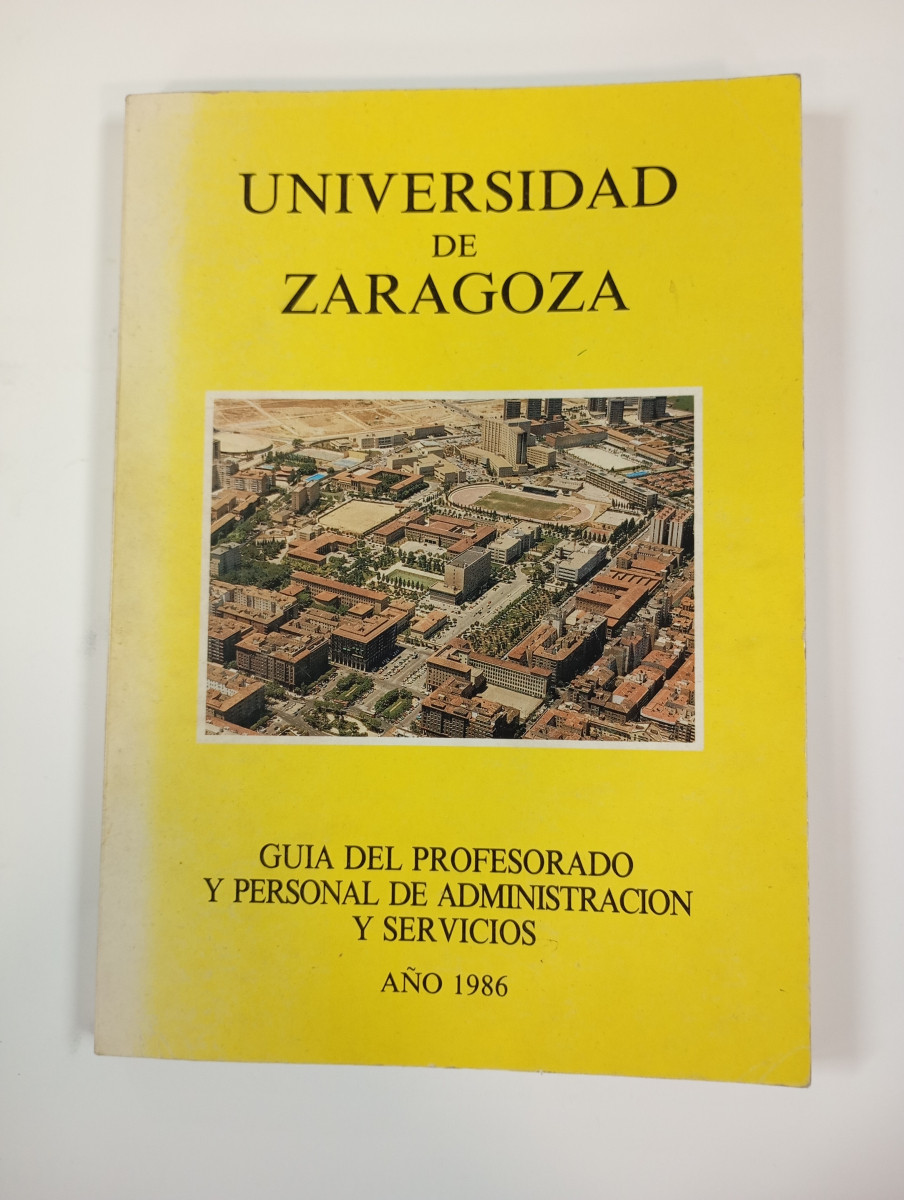 UNIVERSIDAD
DE
ZARAGOZA
GUIA DEL PROFESORADO
Y PERSONAL DE ADMINISTRACION
Y SERVICIOS
AÑO 1986